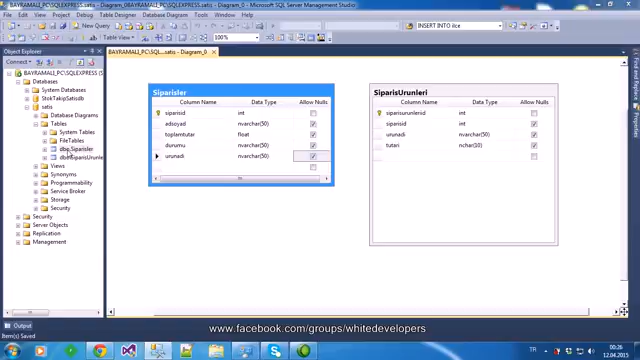 BAYRAMALI_PC\SQLEXPRESS.satis - Diagram_0 - Microsoft SQL Server Management Studio
File Edit View Project Debug Database Diagram Table Designer Tools Window Help
New Query
INSERT INTO ilce
Table View
100%
Object Explorer
BAYRAMALI_PC\SQL...satis - Diagram_0*
Connect
BAYRAMALI_PC\SQLEXPRESS (S
Databases
System Databases
StokTakipSatisdb
satis
Database Diagrams
Tables
System Tables
FileTables
dbo.Siparisler
dbo.SiparisUrunle
Views
Synonyms
Programmability
Service Broker
Storage
Security
Security
Server Objects
Replication
Management
Siparisler
Column Name Data Type Allow Nulls
siparisid int
adsoyad nvarchar(50)
toplamtutar float
durumu nvarchar(50)
urunadi nvarchar(50)
SiparisUrunleri
Column Name Data Type Allow Nulls
siparisurunlerid int
siparisid int
urunadi nvarchar(50)
tutari nchar(10)
Find and Replace
Properties
Output
Item(s) Saved
www.facebook.com/groups/whitedevelopers
TR
00:26
12.04.2015